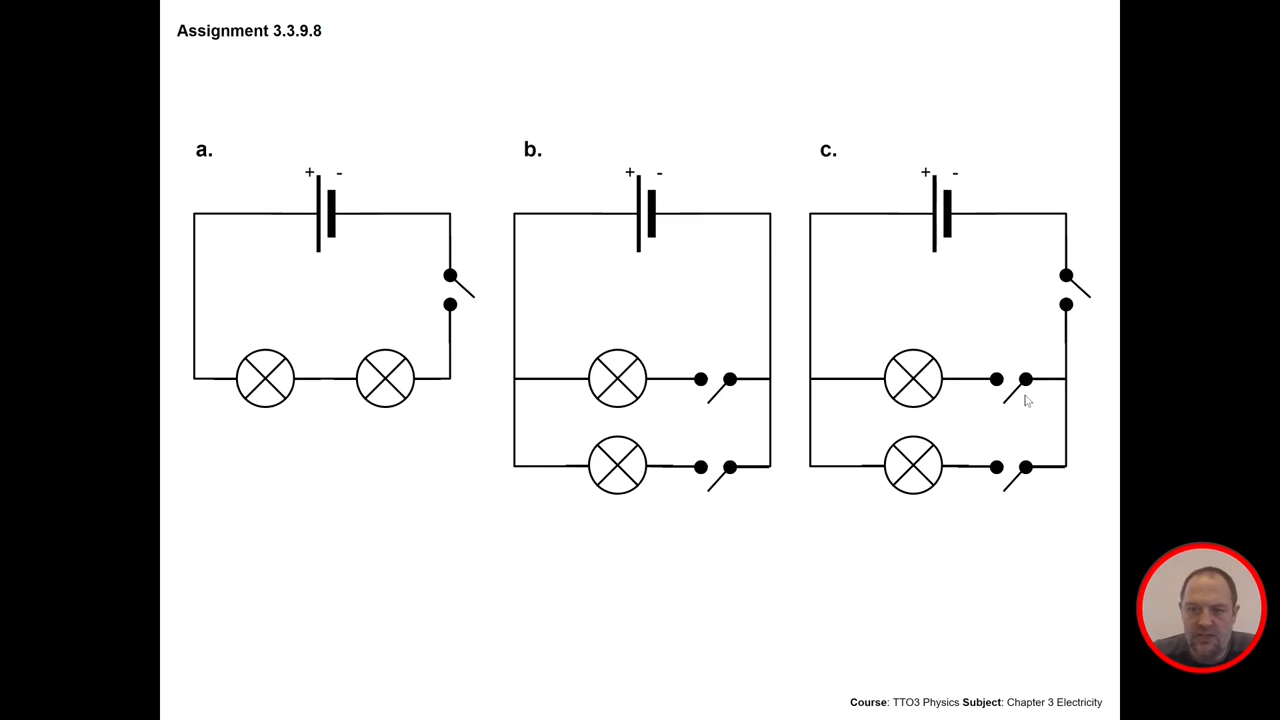 Assignment 3.3.9.8
a.
b.
c.
+ -
+ -
+ -
Course: TTO3 Physics Subject: Chapter 3 Electricity